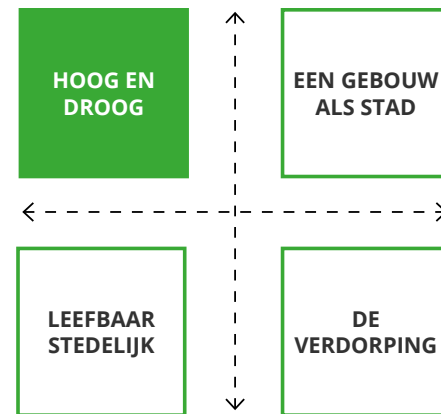 HOOG EN
DROOG
EEN GEBOUW
ALS STAD
LEEFBAAR
STEDELIJK
DE
VERDORPING